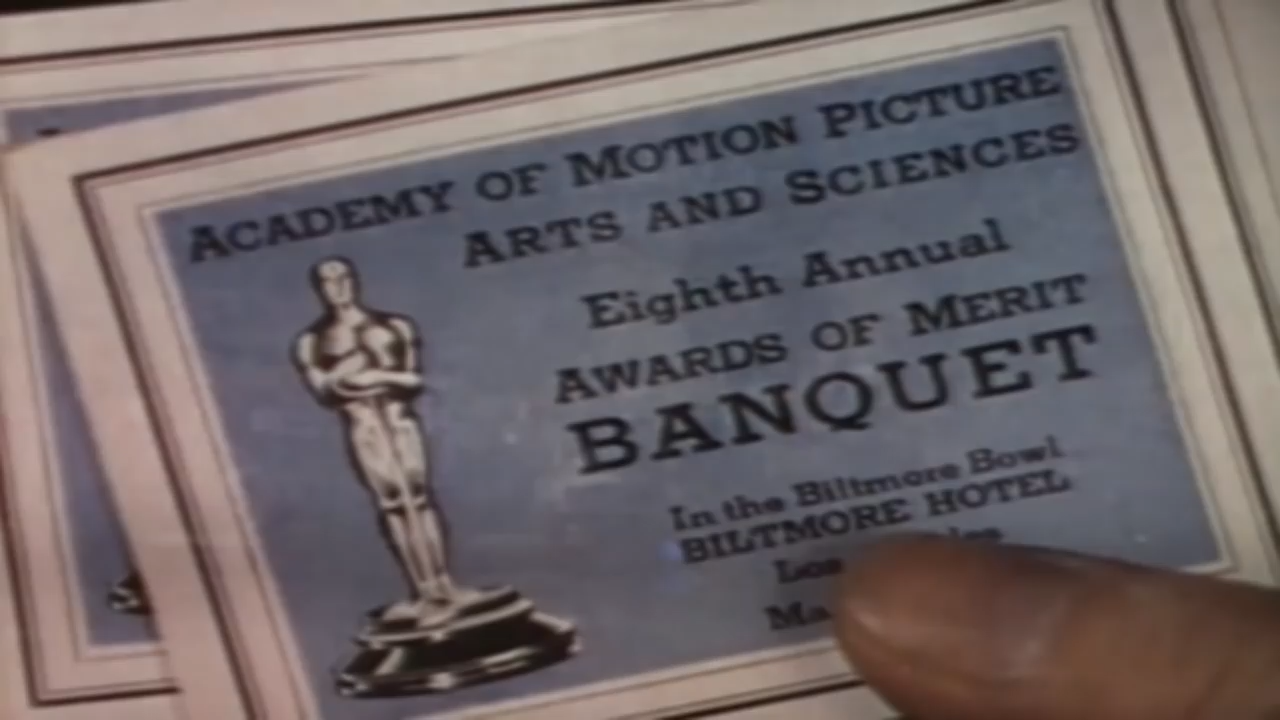 ACADEMY OF MOTION PICTURE
ARTS AND SCIENCES
Eighth Annual
AWARDS OF MERIT
BANQUET
In the Biltmore Bowl
BILTMORE HOTEL
Los